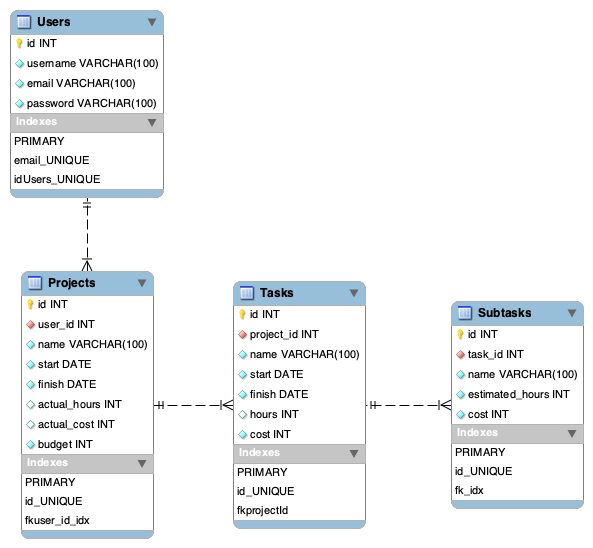 Users
id INT
username VARCHAR(100)
email VARCHAR(100)
password VARCHAR(100)
Indexes
PRIMARY
email_UNIQUE
idUsers_UNIQUE
Projects
id INT
user_id INT
name VARCHAR(100)
start DATE
finish DATE
actual_hours INT
actual_cost INT
budget INT
Indexes
PRIMARY
id_UNIQUE
fkuser_id_idx
Tasks
id INT
project_id INT
name VARCHAR(100)
start DATE
finish DATE
hours INT
cost INT
Indexes
PRIMARY
id_UNIQUE
fkprojectId
Subtasks
id INT
task_id INT
name VARCHAR(100)
estimated_hours INT
cost INT
Indexes
PRIMARY
id_UNIQUE
fk_idx